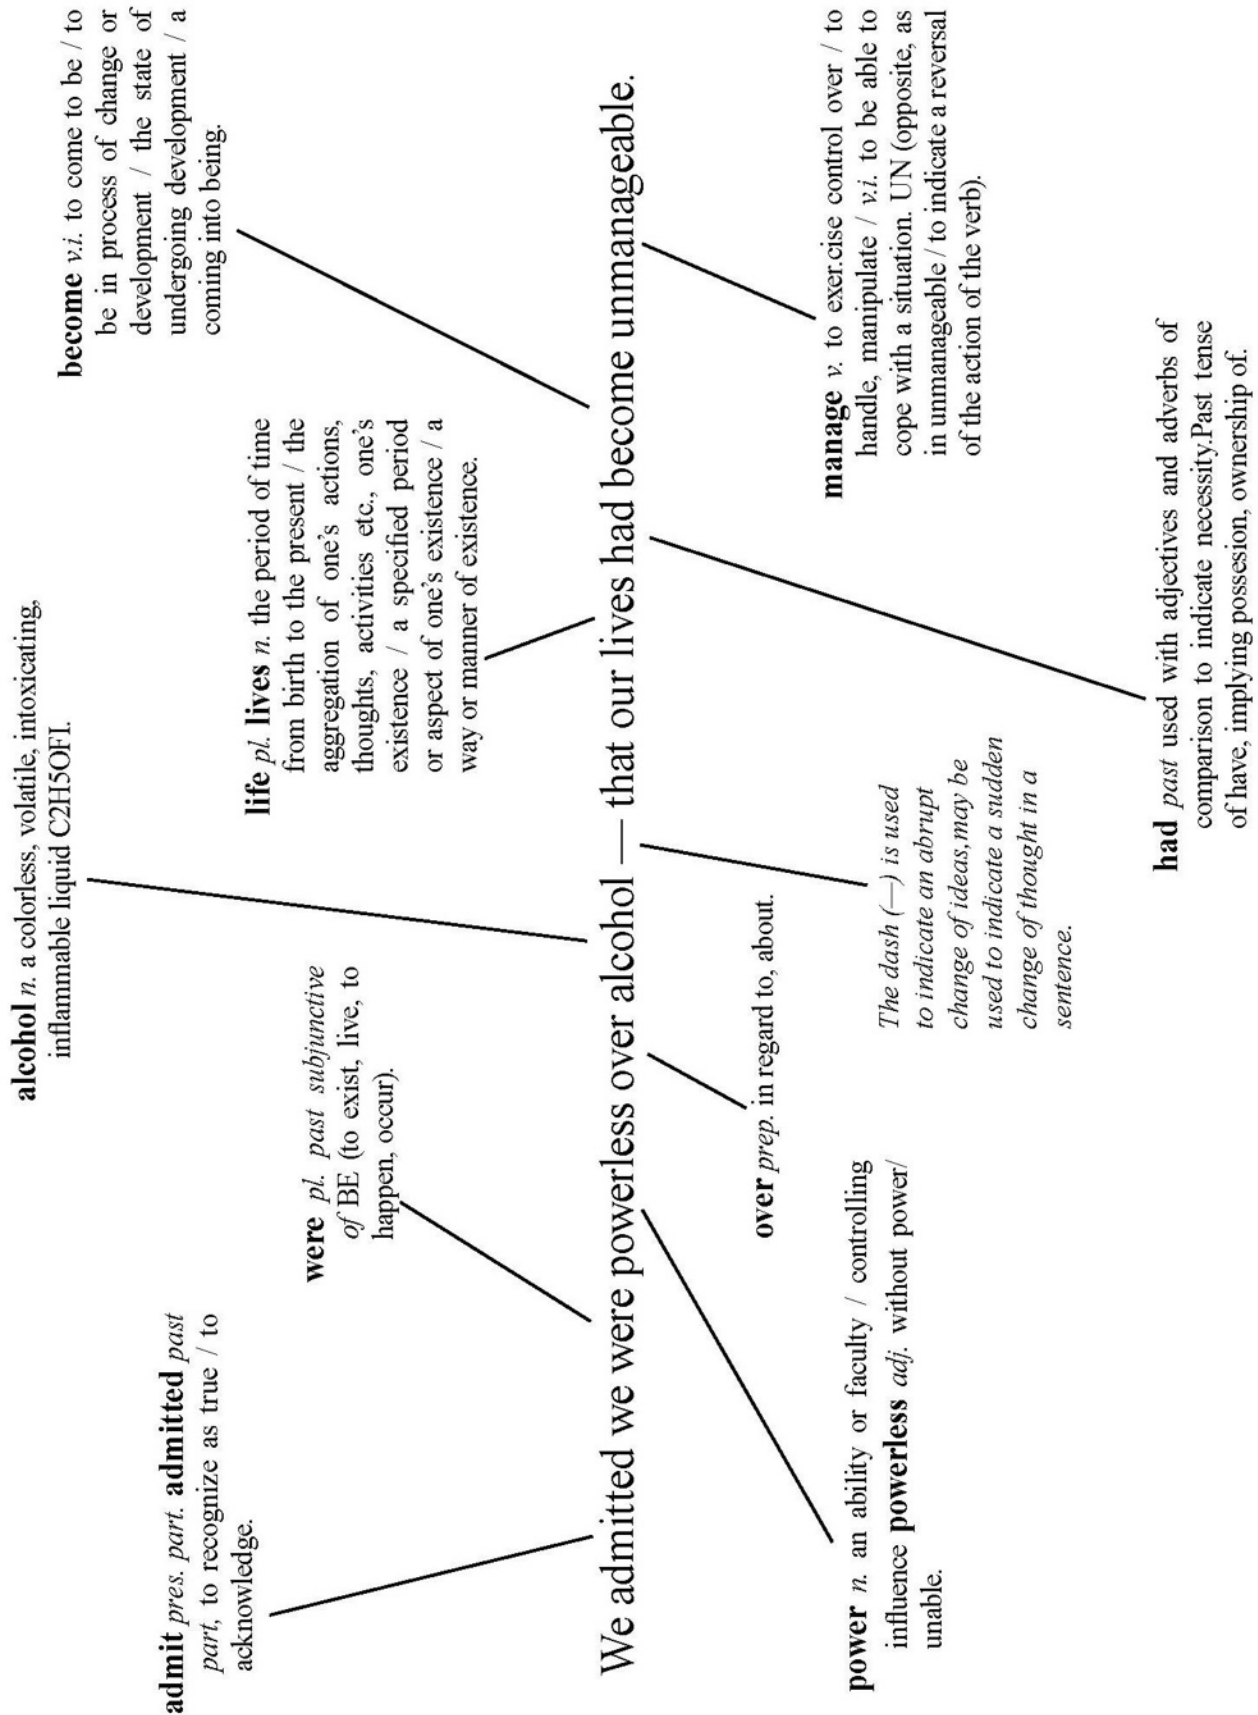 alcohol n. a colorless, volatile, intoxicating,
inflammable liquid C2H5OFI.
become v.i. to come to be / to
be in process of change or
development / the state of
undergoing development / a
coming into being.
admit pres. part. admitted past
part, to recognize as true / to
acknowledge.
were pl. past subjunctive
of BE (to exist, live, to
happen, occur).
life pl. lives n. the period of time
from birth to the present / the
aggregation of one's actions,
thoughts, activities etc., one's
existence / a specified period
or aspect of one's existence / a
way or manner of existence.
We admitted we were powerless over alcohol — that our lives had become unmanageable.
power n. an ability or faculty / controlling
influence powerless adj. without power/
unable.
over prep. in regard to, about.
The dash (—) is used
to indicate an abrupt
change of ideas,may be
used to indicate a sudden
change of thought in a
sentence.
manage v. to exer.cise control over / to
handle, manipulate / v.i. to be able to
cope with a situation. UN (opposite, as
in unmanageable / to indicate a reversal
of the action of the verb).
had past used with adjectives and adverbs of
comparison to indicate necessity.Past tense
of have, implying possesion, ownership of.